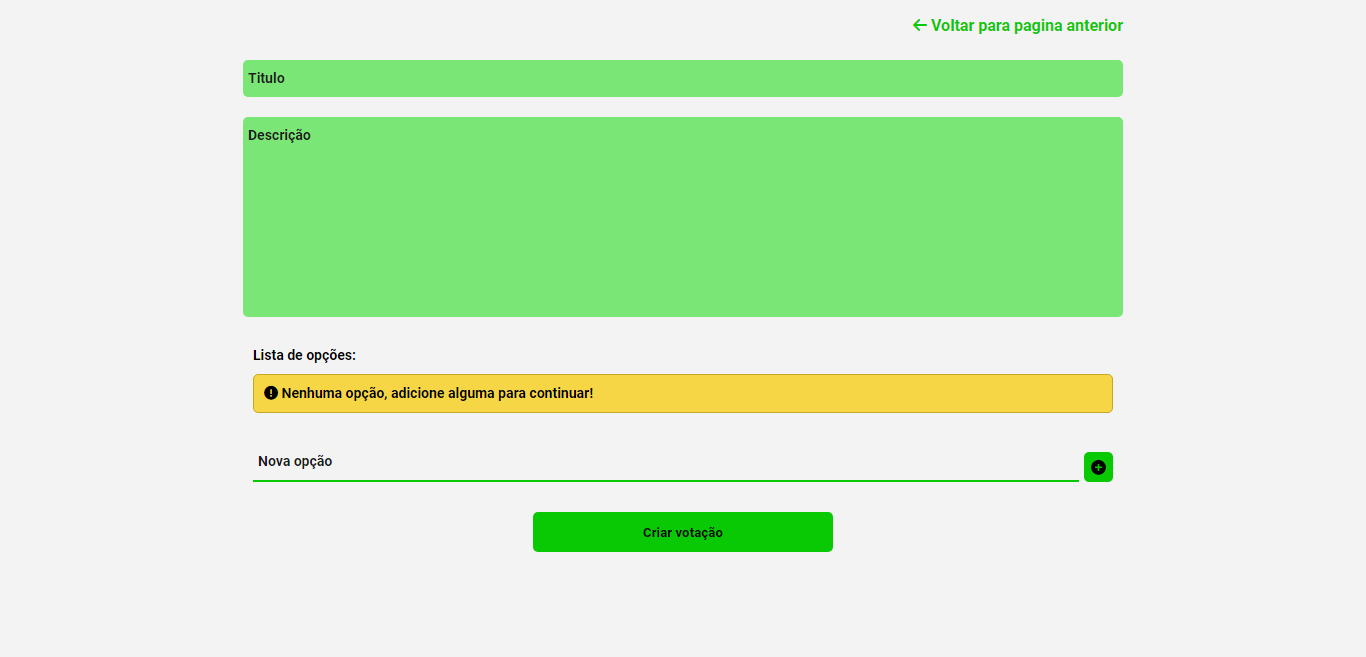 Voltar para pagina anterior
Titulo
Descrição
Lista de opções:
Nenhuma opção, adicione alguma para continuar!
Nova opção
Criar votação